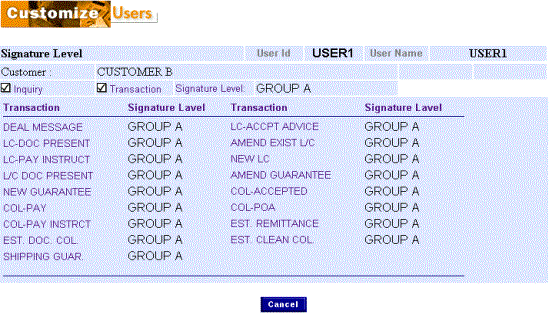 Customize Users
Signature Level User Id USER1 User Name USER1
Customer : CUSTOMER B
Inquiry Transaction Signature Level: GROUP A
Transaction Signature Laval Transaction Signature Laval
DEAL MESSAGE GROUP A LC-ACCPT ADVICE GROUP A
LC-DOC PRESENT GROUP A AMEND EXIST L/C GROUP A
LC-PAY INSTRUCT GROUP A NEW LC GROUP A
L/C DOC PRESENT GROUP A AMEND GUARANTEE GROUP A
NEW GUARANTEE GROUP A COL-ACCEPTED GROUP A
COL-PAY GROUP A COL-POA GROUP A
COL-PAY INSTRCT GROUP A EST. REMITTANCE GROUP A
EST. DOC. COL. GROUP A EST. CLEAN COL. GROUP A
SHIPPING GUAR. GROUP A
Cancel